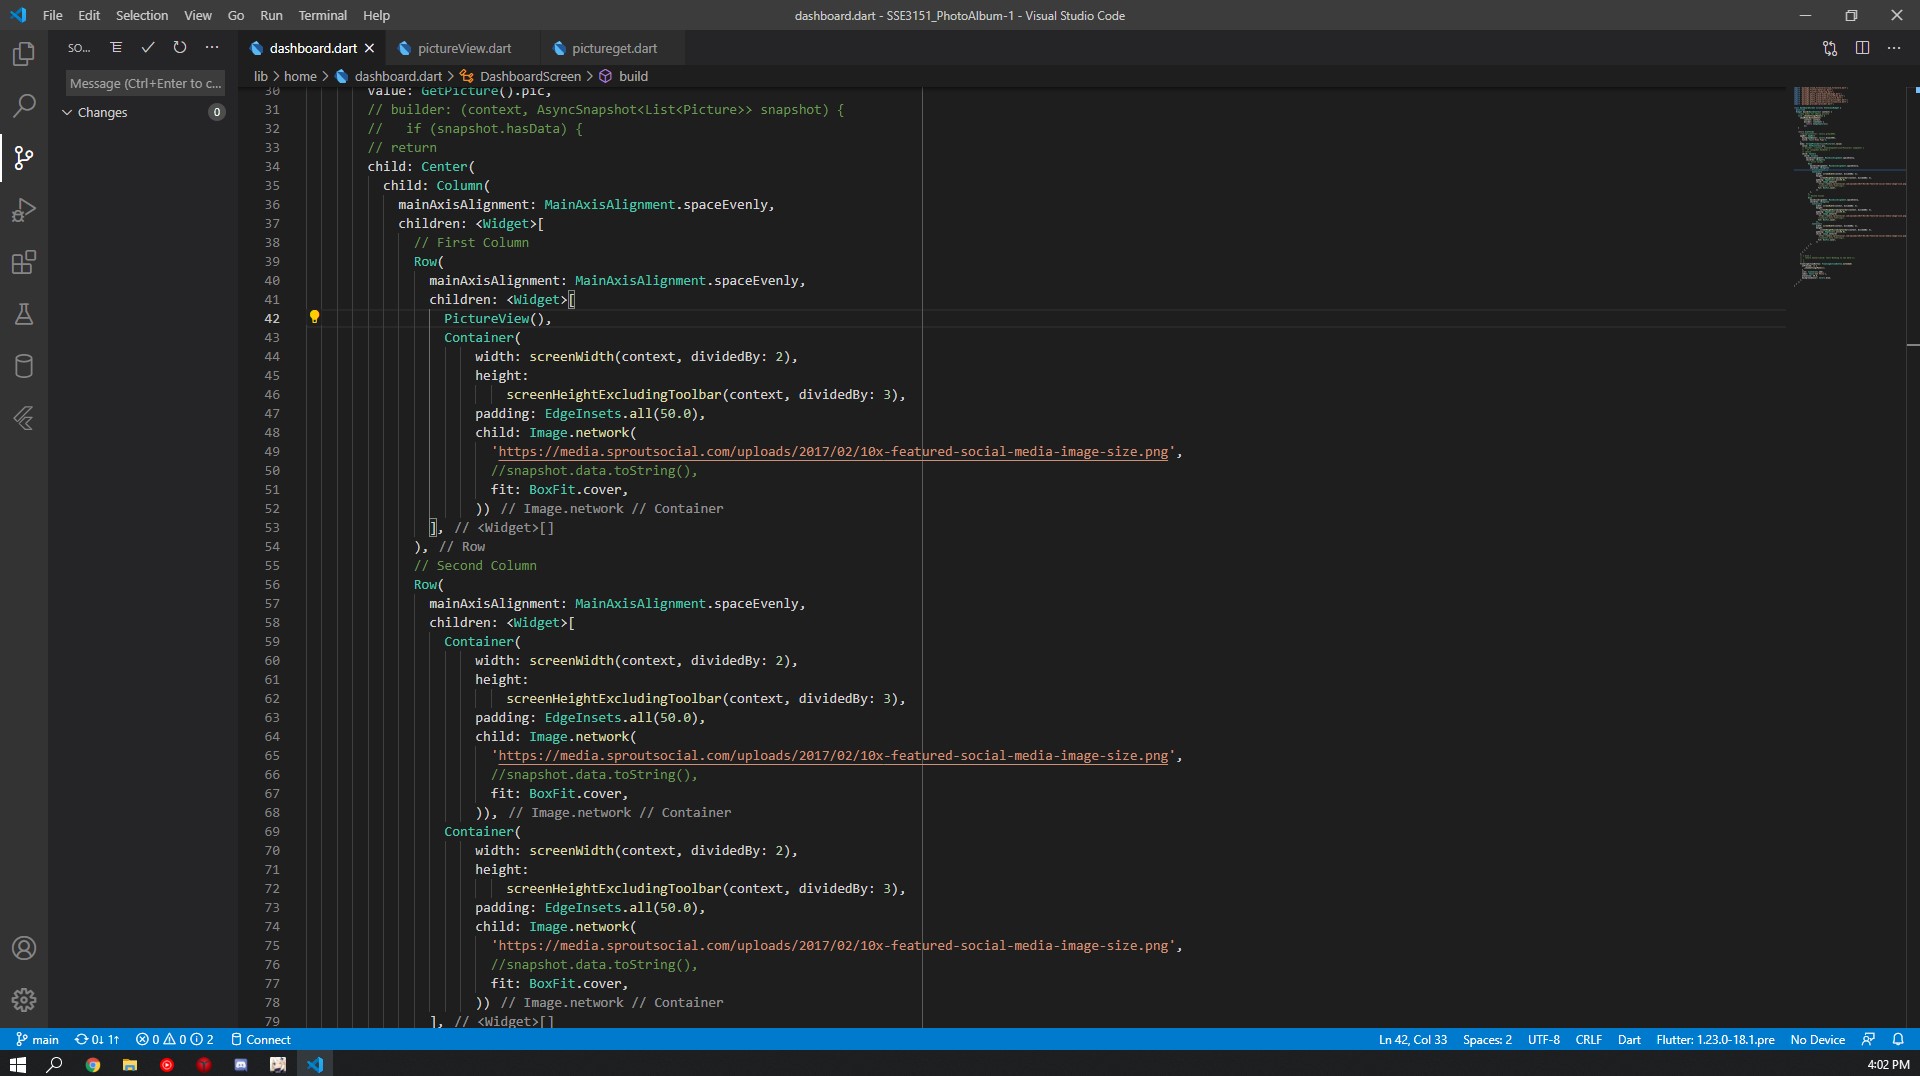 File Edit Selection View Go Run Terminal Help
dashboard.dart - SSE3151_PhotoAlbum-1 - Visual Studio Code
SO...
dashboard.dart
pictureView.dart
pictureget.dart
lib > home > dashboard.dart > DashboardScreen > build
Message (Ctrl+Enter to c...
Changes 0
30 value: GetPicture().pic,
31 // builder: (context, AsyncSnapshot<List<Picture>> snapshot) {
32 //   if (snapshot.hasData) {
33 // return
34 child: Center(
35 child: Column(
36 mainAxisAlignment: MainAxisAlignment.spaceEvenly,
37 children: <Widget>[
38 // First Column
39 Row(
40 mainAxisAlignment: MainAxisAlignment.spaceEvenly,
41 children: <Widget>[
42 PictureView(),
43 Container(
44 width: screenWidth(context, dividedBy: 2),
45 height:
46 screenHeightExcludingToolbar(context, dividedBy: 3),
47 padding: EdgeInsets.all(50.0),
48 child: Image.network(
49 'https://media.sproutsocial.com/uploads/2017/02/10x-featured-social-media-image-size.png',
50 //snapshot.data.toString(),
51 fit: BoxFit.cover,
52 )) // Image.network // Container
53 ], // <Widget>[]
54 ), // Row
55 // Second Column
56 Row(
57 mainAxisAlignment: MainAxisAlignment.spaceEvenly,
58 children: <Widget>[
59 Container(
60 width: screenWidth(context, dividedBy: 2),
61 height:
62 screenHeightExcludingToolbar(context, dividedBy: 3),
63 padding: EdgeInsets.all(50.0),
64 child: Image.network(
65 'https://media.sproutsocial.com/uploads/2017/02/10x-featured-social-media-image-size.png',
66 //snapshot.data.toString(),
67 fit: BoxFit.cover,
68 )), // Image.network // Container
69 Container(
70 width: screenWidth(context, dividedBy: 2),
71 height:
72 screenHeightExcludingToolbar(context, dividedBy: 3),
73 padding: EdgeInsets.all(50.0),
74 child: Image.network(
75 'https://media.sproutsocial.com/uploads/2017/02/10x-featured-social-media-image-size.png',
76 //snapshot.data.toString(),
77 fit: BoxFit.cover,
78 )) // Image.network // Container
79 ], // <Widget>[]
main 0↓ 1↑ 0 0 2 Connect
Ln 42, Col 33 Spaces: 2 UTF-8 CRLF Dart Flutter: 1.23.0-18.1.pre No Device
4:02 PM